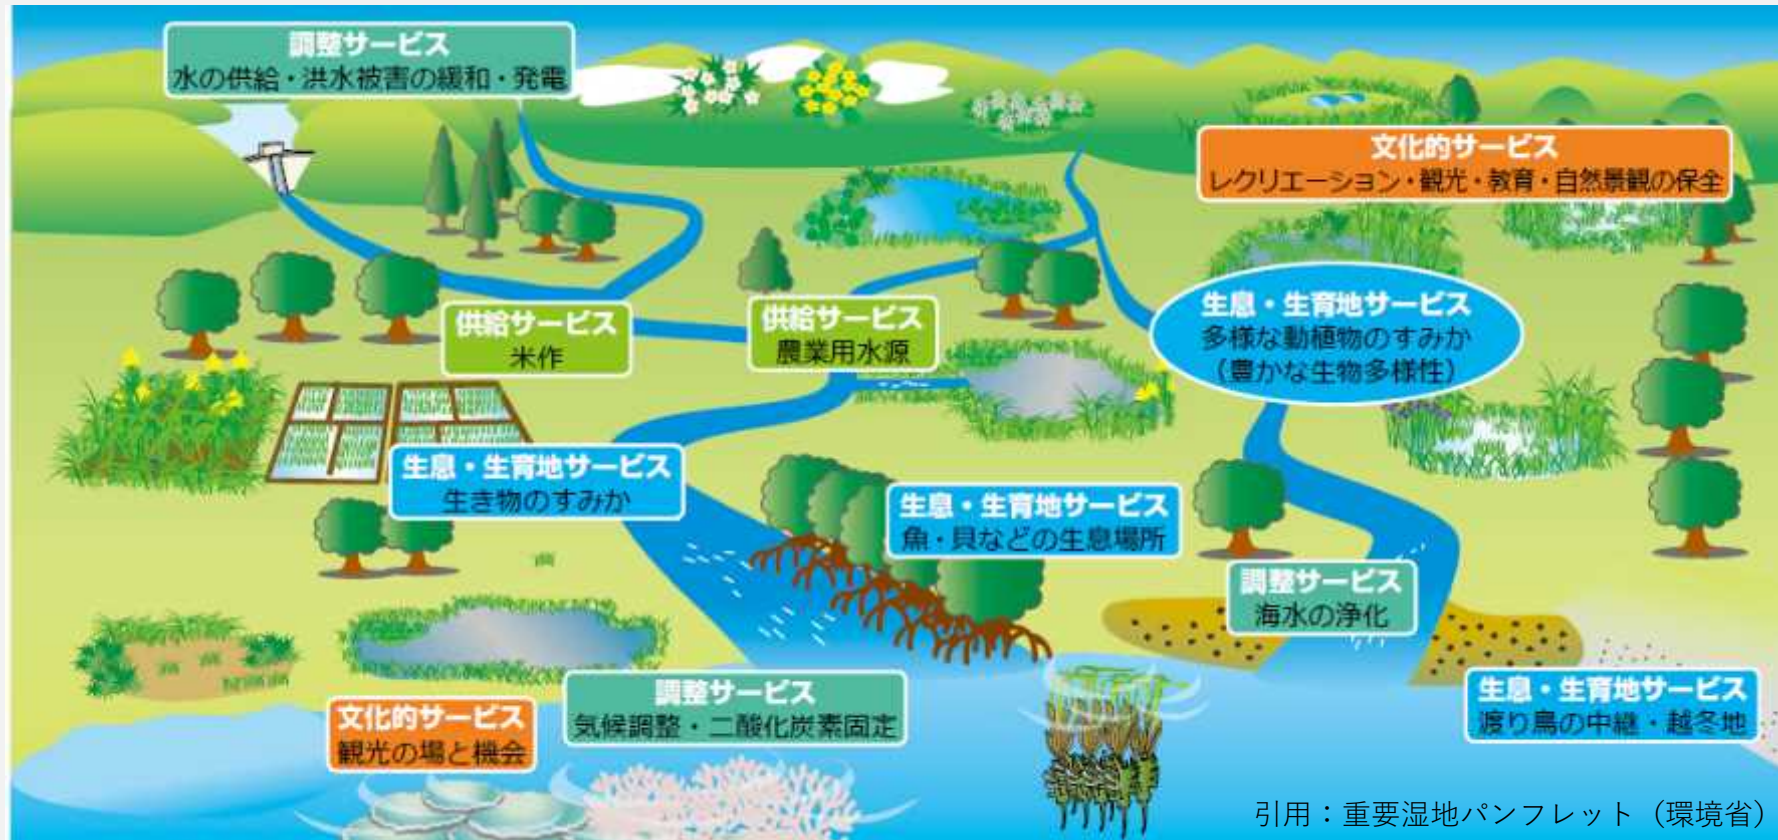 調整サービス
水の供給・洪水被害の緩和・発電
文化的サービス
レクリエーション・観光・教育・自然景観の保全
供給サービス
米作
供給サービス
農業用水源
生息・生育地サービス
多様な動植物のすみか
（豊かな生物多様性）
生息・生育地サービス
生き物のすみか
生息・生育地サービス
魚・貝などの生息場所
調整サービス
海水の浄化
文化的サービス
観光の場と機会
調整サービス
気候調整・二酸化炭素固定
生息・生育地サービス
渡り鳥の中継・越冬地
引用：重要湿地パンフレット（環境省）